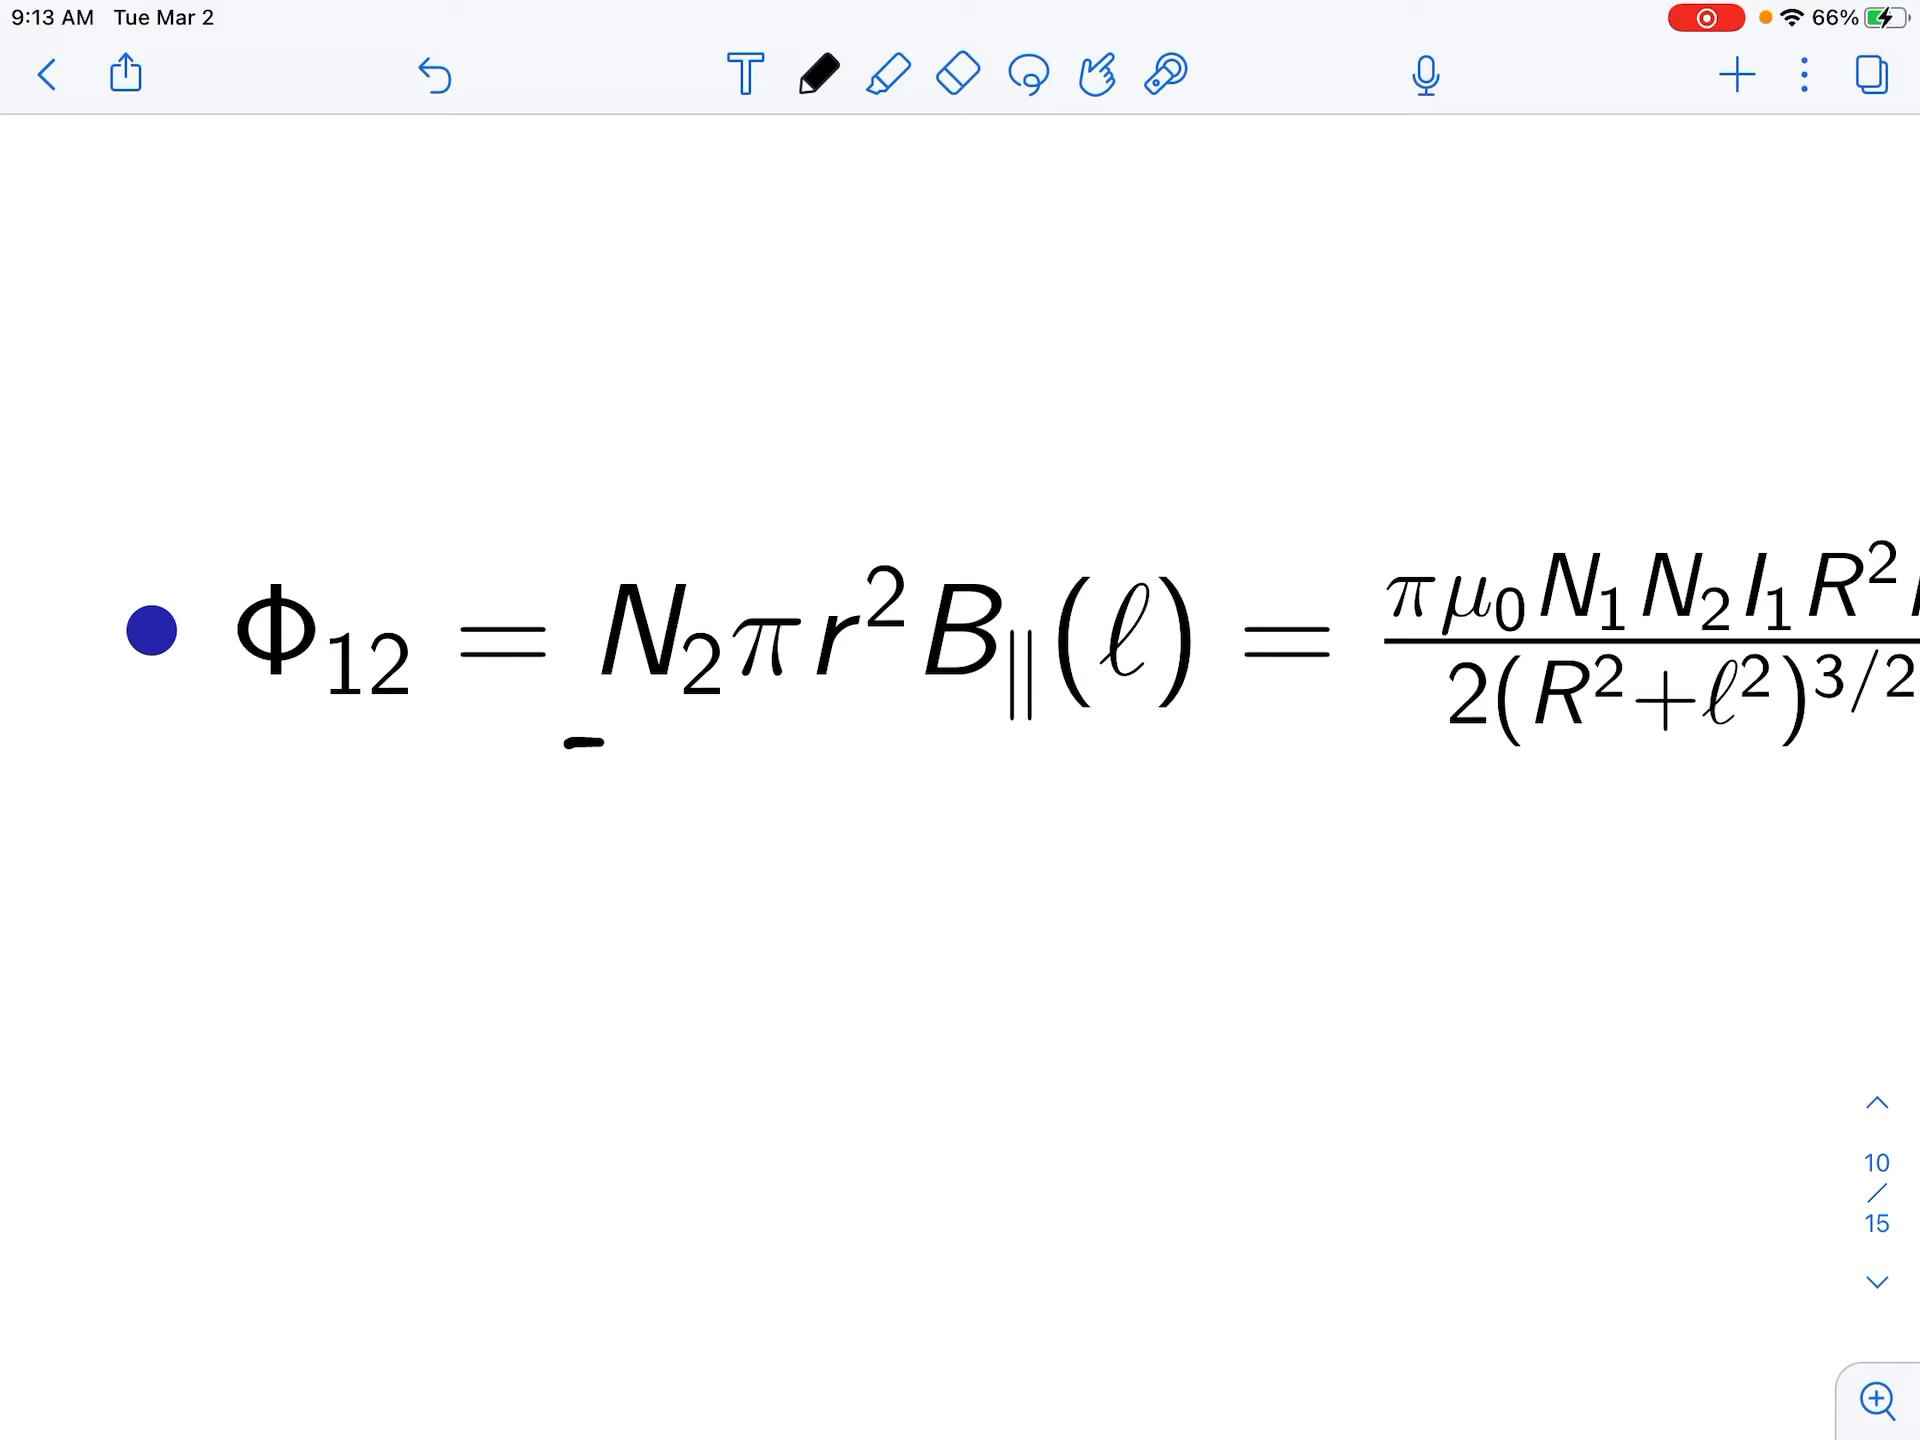 9:13 AM Tue Mar 2
66%
T
• Φ₁₂ = N₂πr²B∥(ℓ) = πμ₀N₁N₂I₁R² / 2(R²+ℓ²)³/²
10
/
15